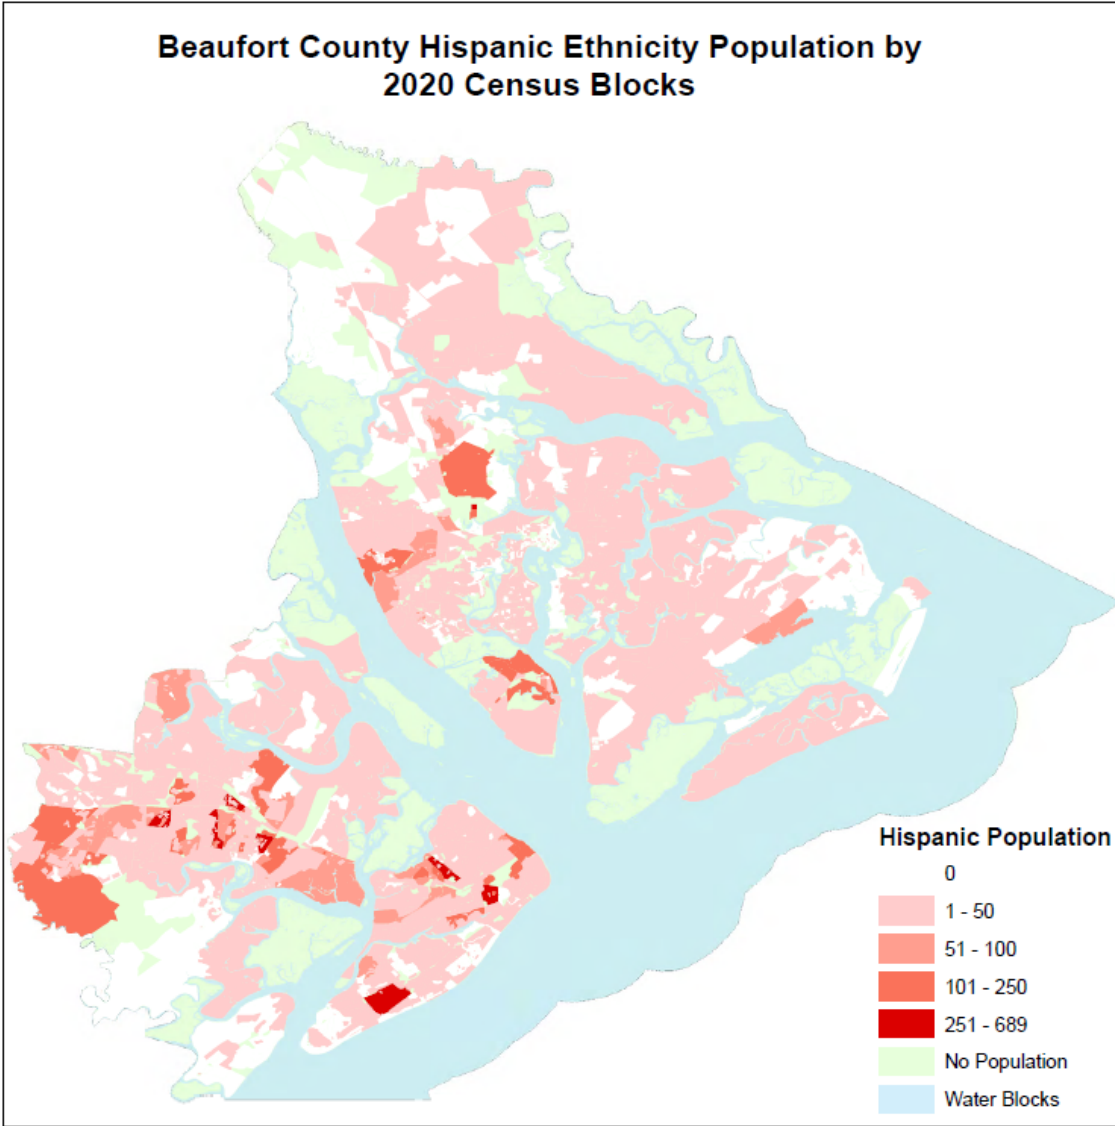 Beaufort County Hispanic Ethnicity Population by
2020 Census Blocks
Hispanic Population
0
1 - 50
51 - 100
101 - 250
251 - 689
No Population
Water Blocks